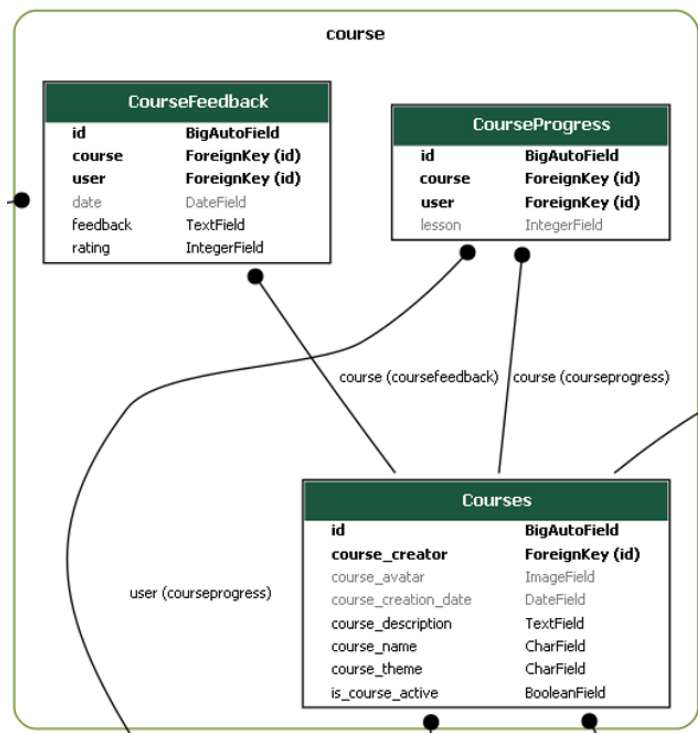 course
CourseFeedback
id BigAutoField
course ForeignKey (id)
user ForeignKey (id)
date DateField
feedback TextField
rating IntegerField
CourseProgress
id BigAutoField
course ForeignKey (id)
user ForeignKey (id)
lesson IntegerField
course (coursefeedback)
course (courseprogress)
user (courseprogress)
Courses
id BigAutoField
course_creator ForeignKey (id)
course_avatar ImageField
course_creation_date DateField
course_description TextField
course_name CharField
course_theme CharField
is_course_active BooleanField